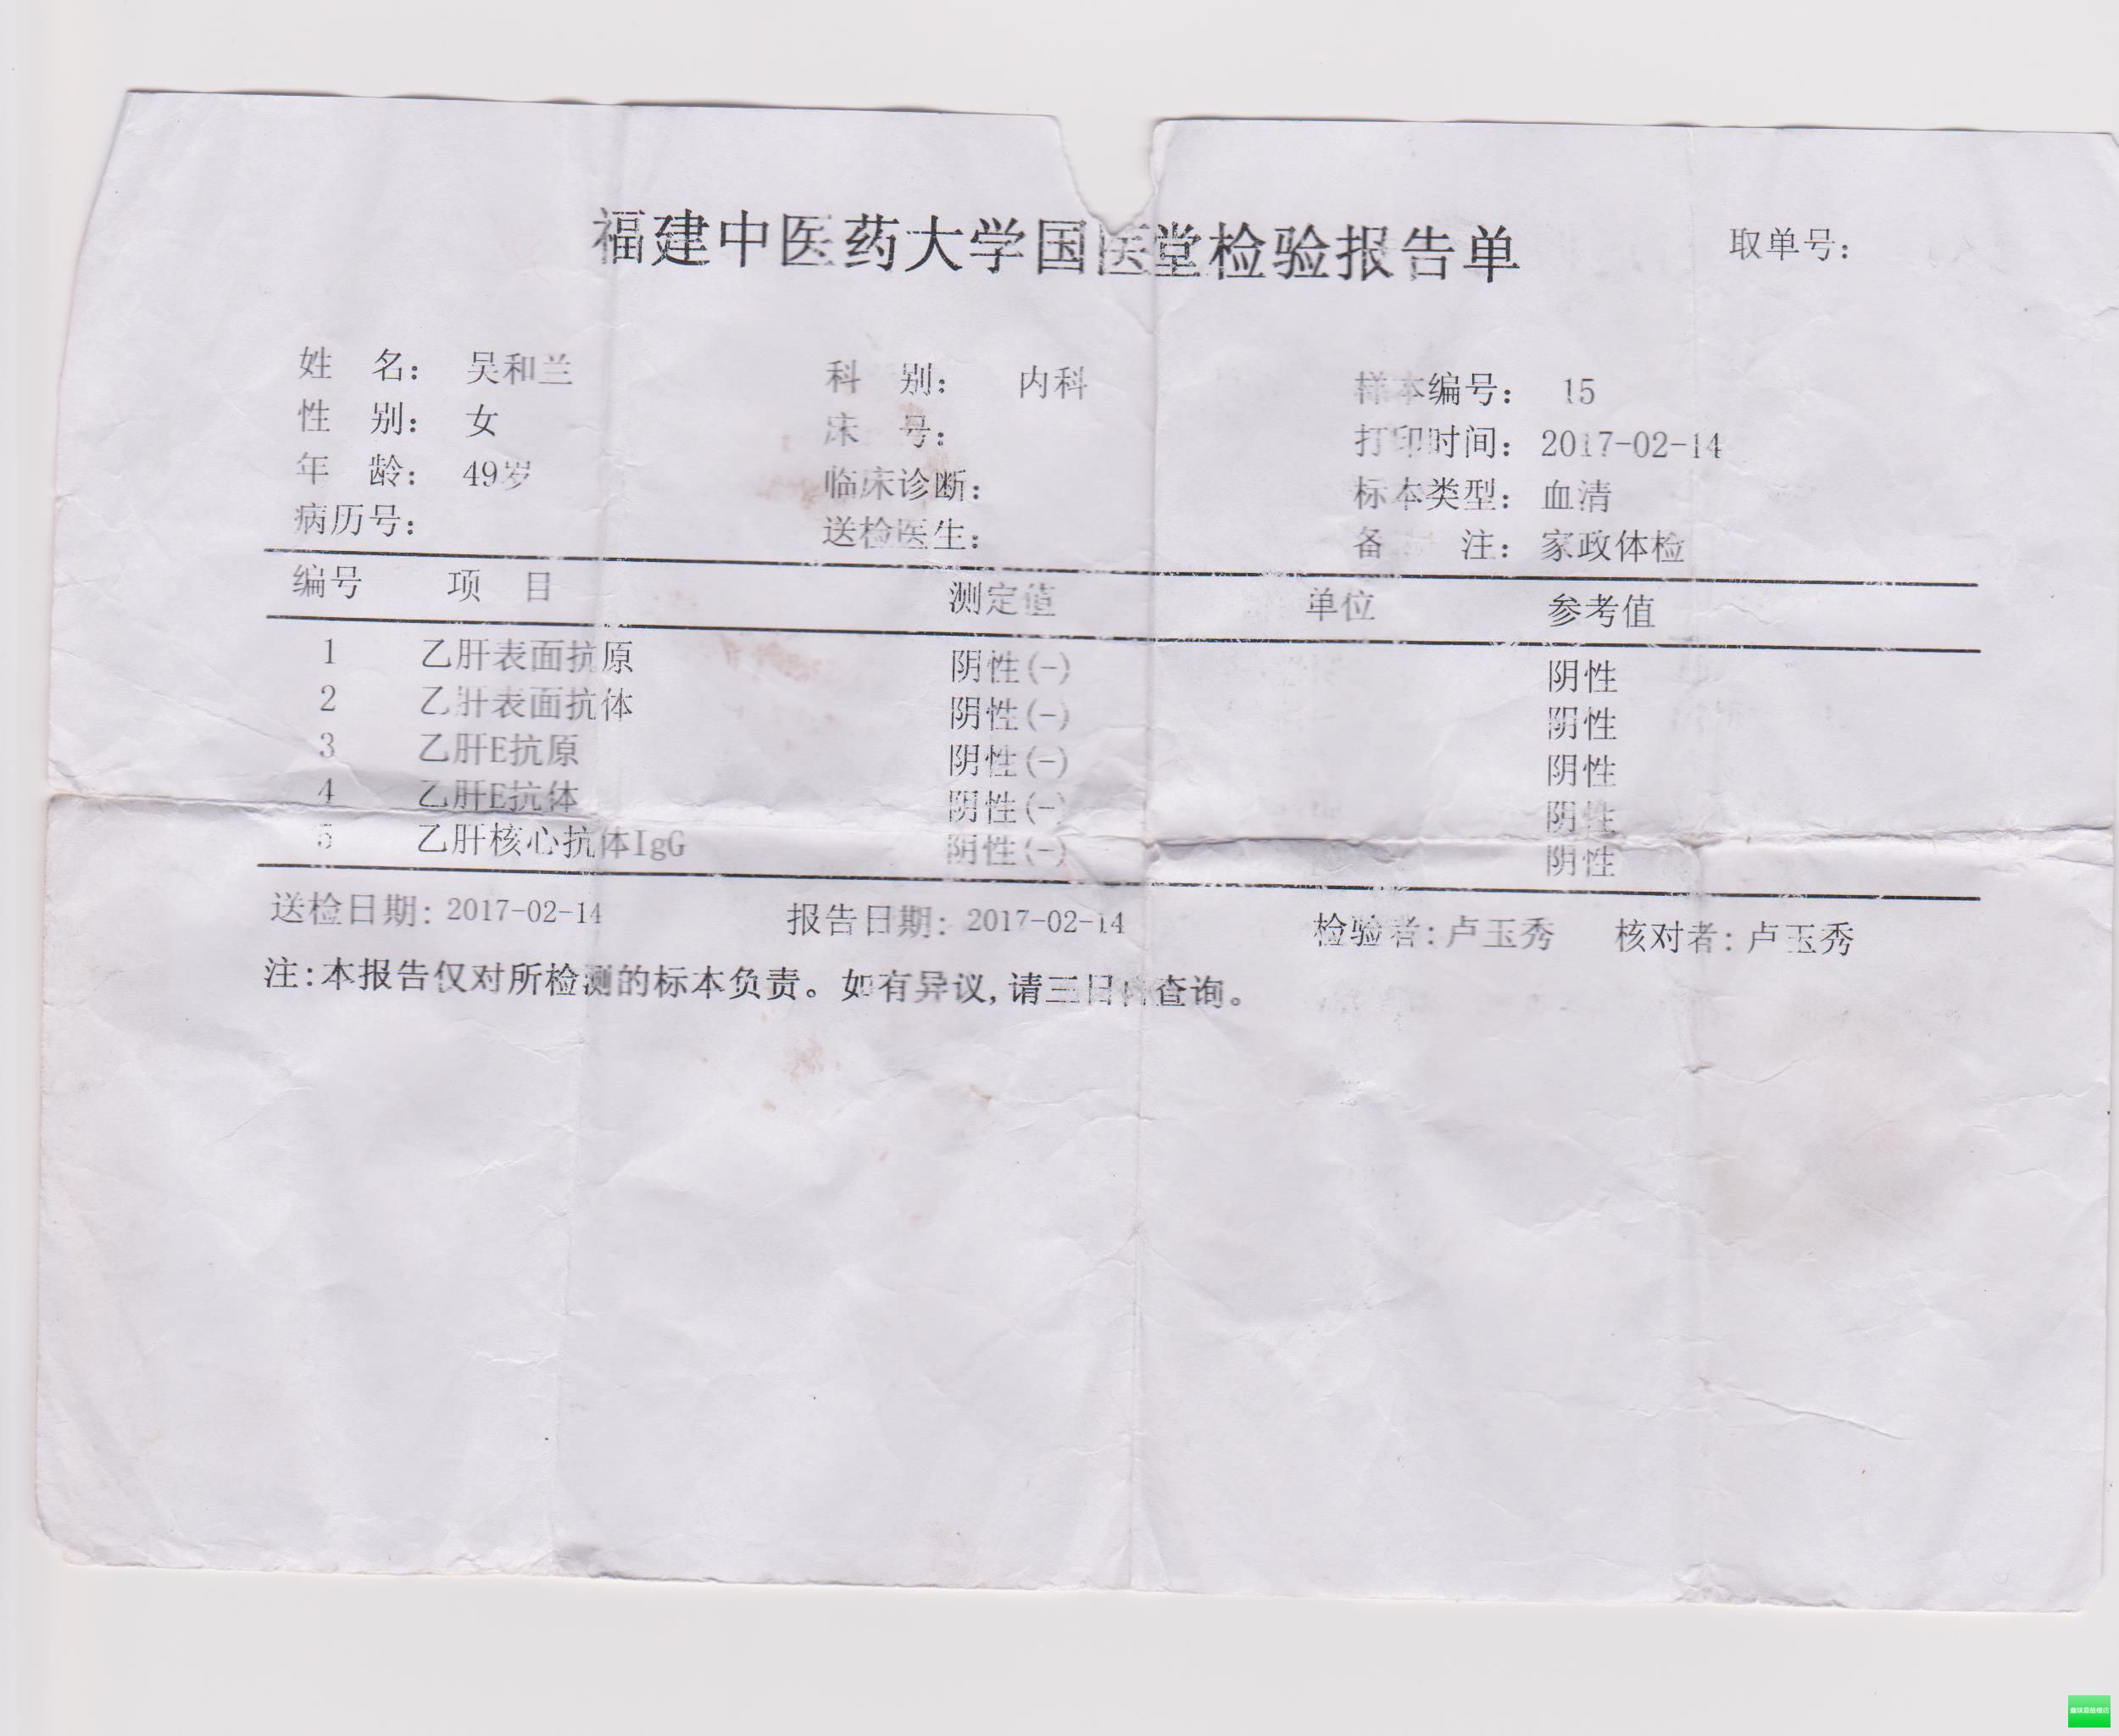 福建中医药大学国医堂检验报告单 取单号:
姓 名: 吴和兰 科 别: 内科 样本编号: 15
性 别: 女 床 号: 打印时间: 2017-02-14
年 龄: 49岁 临床诊断: 标本类型: 血清
病历号: 送检医生: 备 注: 家政体检
编号 项 目 测定值 单位 参考值
1 乙肝表面抗原 阴性(-) 阴性
2 乙肝表面抗体 阴性(-) 阴性
3 乙肝E抗原 阴性(-) 阴性
4 乙肝E抗体 阴性(-) 阴性
5 乙肝核心抗体IgG 阴性(-) 阴性
送检日期: 2017-02-14 报告日期: 2017-02-14 检验者: 卢玉秀 核对者: 卢玉秀
注:本报告仅对所检测的标本负责。如有异议,请三日内查询。